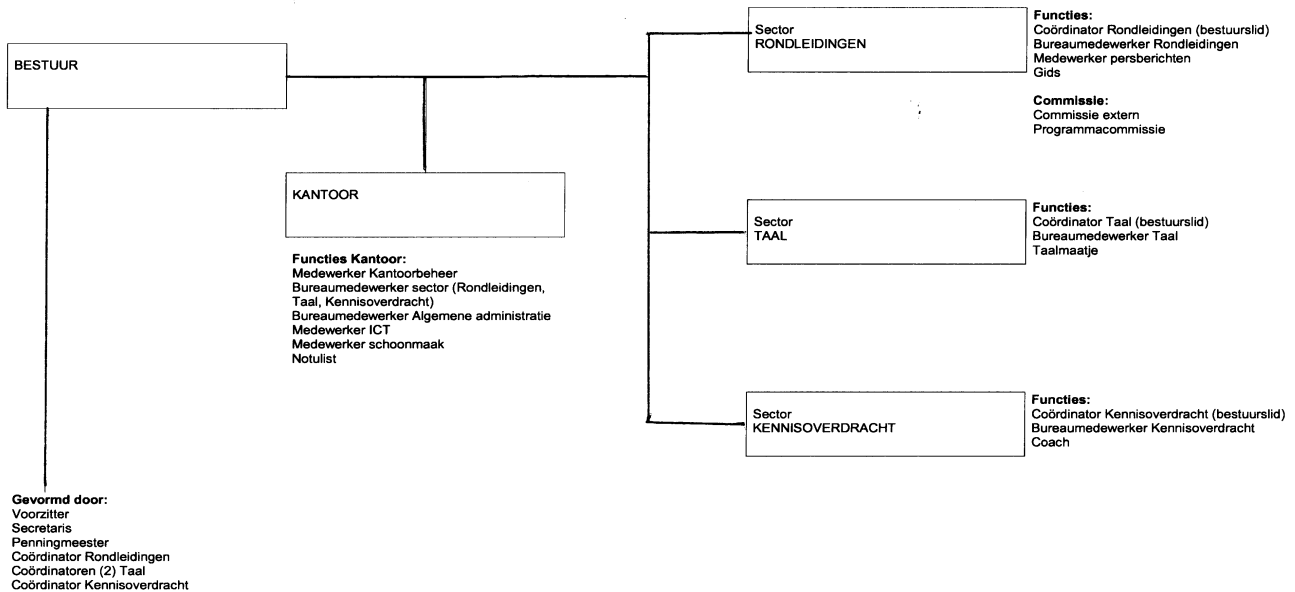 BESTUUR
Gevormd door:
Voorzitter
Secretaris
Penningmeester
Coördinator Rondleidingen
Coördinatoren (2) Taal
Coördinator Kennisoverdracht
KANTOOR
Functies Kantoor:
Medewerker Kantoorbeheer
Bureaumedewerker sector (Rondleidingen,
Taal, Kennisoverdracht)
Bureaumedewerker Algemene administratie
Medewerker ICT
Medewerker schoonmaak
Notulist
Sector
RONDLEIDINGEN
Functies:
Coördinator Rondleidingen (bestuurslid)
Bureaumedewerker Rondleidingen
Medewerker persberichten
Gids
Commissie:
Commissie extern
Programmacommissie
Sector
TAAL
Functies:
Coördinator Taal (bestuurslid)
Bureaumedewerker Taal
Taalmaatje
Sector
KENNISOVERDRACHT
Functies:
Coördinator Kennisoverdracht (bestuurslid)
Bureaumedewerker Kennisoverdracht
Coach